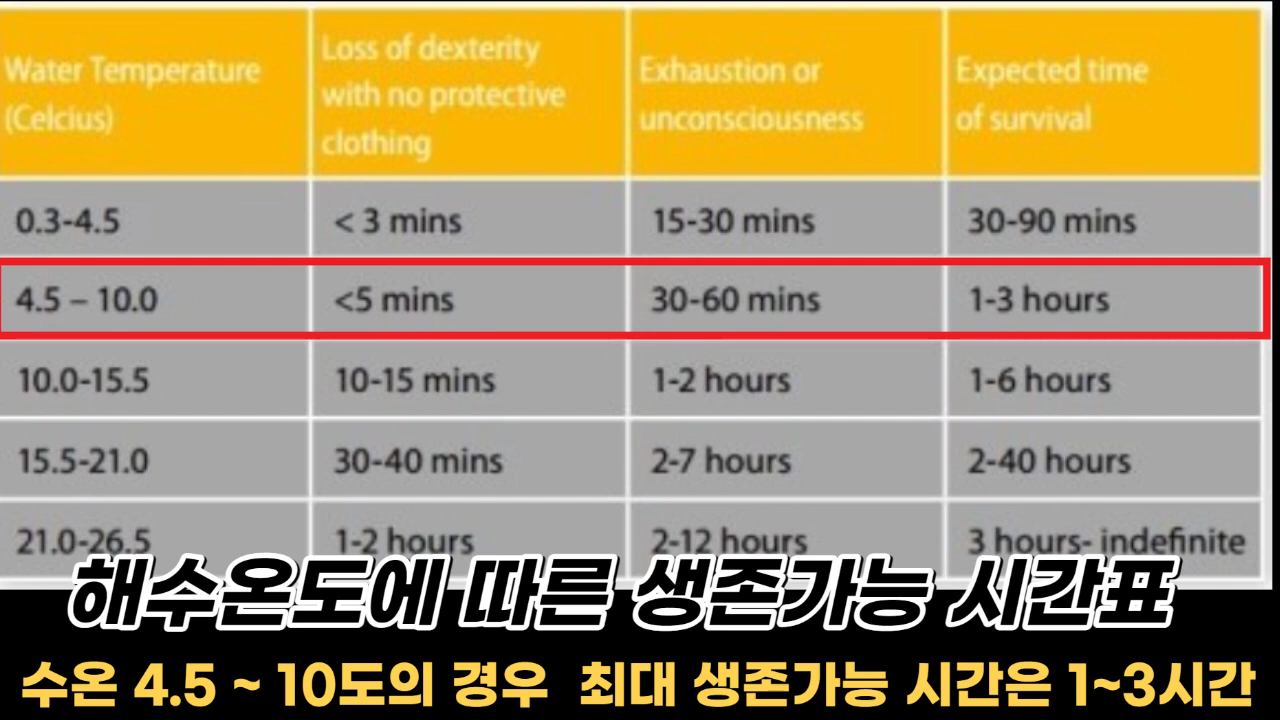 Water Temperature (Celcius)
Loss of dexterity with no protective clothing
Exhaustion or unconsciousness
Expected time of survival
0.3-4.5 < 3 mins 15-30 mins 30-90 mins
4.5 – 10.0 <5 mins 30-60 mins 1-3 hours
10.0-15.5 10-15 mins 1-2 hours 1-6 hours
15.5-21.0 30-40 mins 2-7 hours 2-40 hours
21.0-26.5 1-2 hours 2-12 hours 3 hours- indefinite
해수온도에 따른 생존가능 시간표
수온 4.5 ~ 10도의 경우 최대 생존가능 시간은 1~3시간